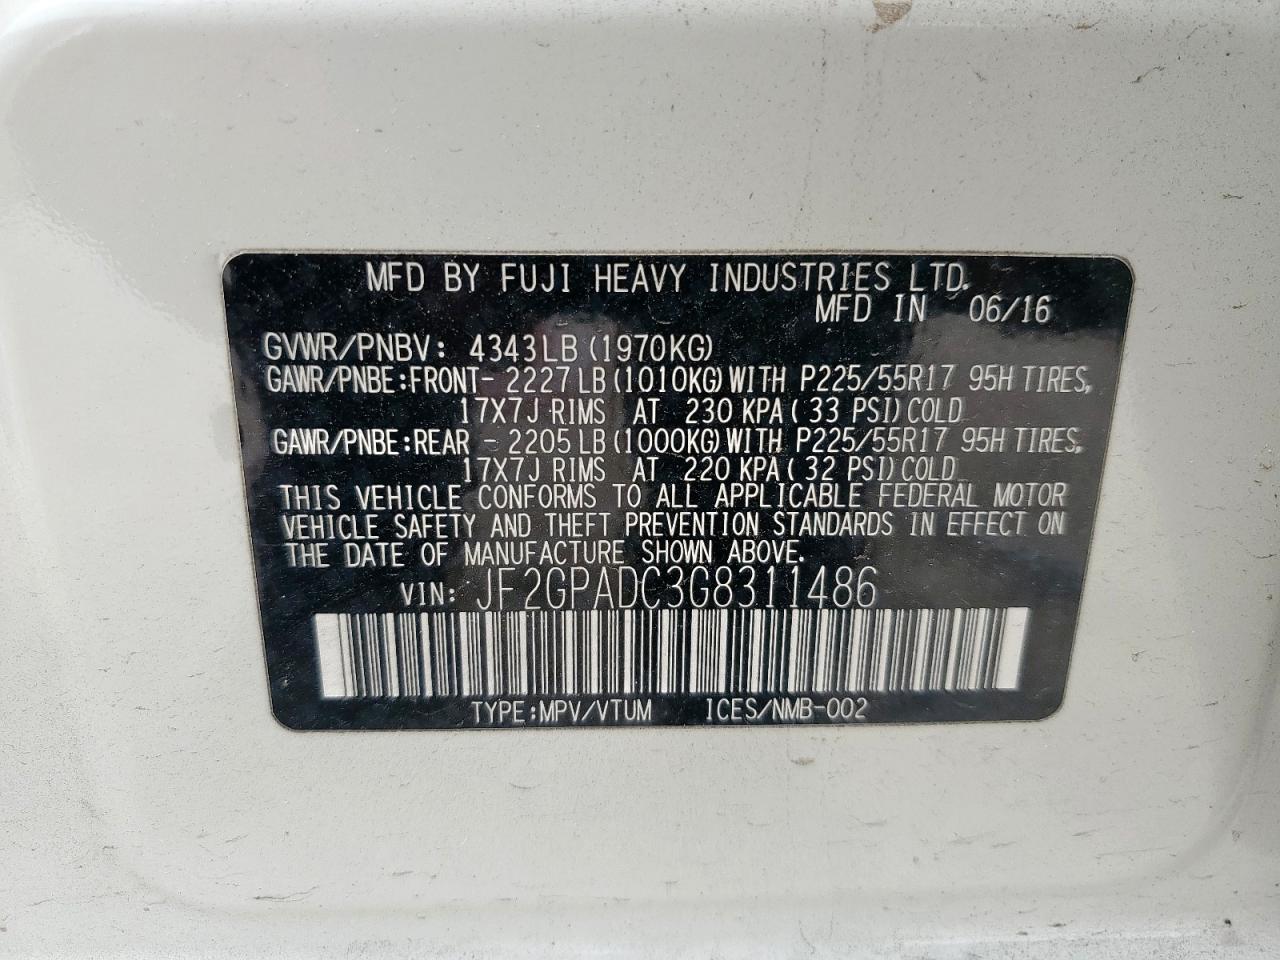 MFD BY FUJI HEAVY INDUSTRIES LTD.
MFD IN 06/16
GVWR/PNBV: 4343LB (1970KG)
GAWR/PNBE:FRONT- 2227LB (1010KG) WITH P225/55R17 95H TIRES,
17X7J RIMS AT 230 KPA ( 33 PSI) COLD
GAWR/PNBE:REAR - 2205LB (1000KG) WITH P225/55R17 95H TIRES,
17X7J RIMS AT 220 KPA ( 32 PSI) COLD
THIS VEHICLE CONFORMS TO ALL APPLICABLE FEDERAL MOTOR
VEHICLE SAFETY AND THEFT PREVENTION STANDARDS IN EFFECT ON
THE DATE OF MANUFACTURE SHOWN ABOVE.
VIN: JF2GPADC3G8311486
TYPE:MPV/VTUM ICES/NMB-002